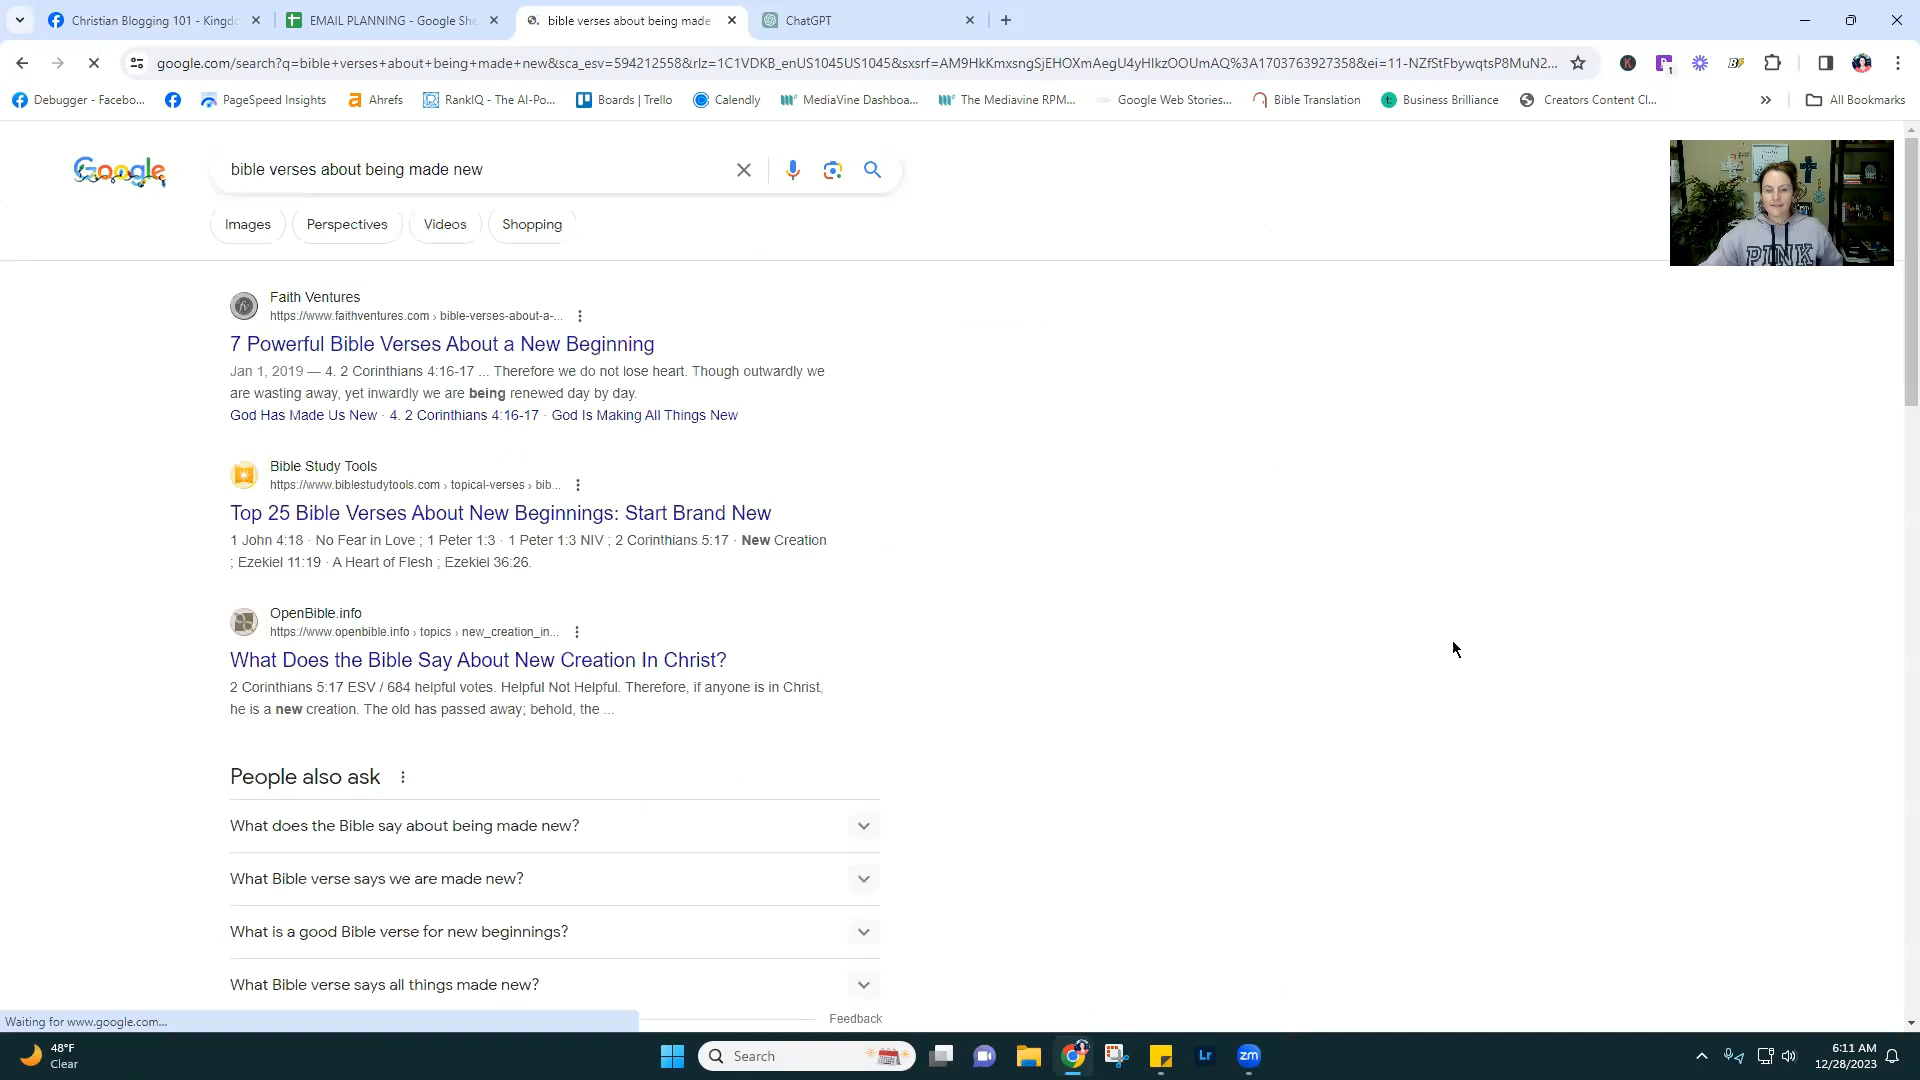 Christian Blogging 101 - Kingdo
EMAIL PLANNING - Google She
bible verses about being made
ChatGPT
google.com/search?q=bible+verses+about+being+made+new&sca_esv=594212558&rlz=1C1VDKB_enUS1045US1045&sxsrf=AM9HkKmxsngSjEHOXmAegU4yHIkzOOUmAQ%3A1703763927358&ei=11-NZfStFbywqtsP8MuN2...
Debugger - Facebo...
PageSpeed Insights
Ahrefs
RankIQ - The AI-Po...
Boards | Trello
Calendly
MediaVine Dashboa...
The Mediavine RPM...
Google Web Stories...
Bible Translation
Business Brilliance
Creators Content Cl...
All Bookmarks
Google
bible verses about being made new
Images
Perspectives
Videos
Shopping
PINK
Faith Ventures
https://www.faithventures.com › bible-verses-about-a-...
7 Powerful Bible Verses About a New Beginning
Jan 1, 2019 — 4. 2 Corinthians 4:16-17 ... Therefore we do not lose heart. Though outwardly we
are wasting away, yet inwardly we are being renewed day by day.
God Has Made Us New · 4. 2 Corinthians 4:16-17 · God Is Making All Things New
Bible Study Tools
https://www.biblestudytools.com › topical-verses › bib...
Top 25 Bible Verses About New Beginnings: Start Brand New
1 John 4:18 · No Fear in Love ; 1 Peter 1:3 · 1 Peter 1:3 NIV ; 2 Corinthians 5:17 · New Creation
; Ezekiel 11:19 · A Heart of Flesh ; Ezekiel 36:26.
OpenBible.info
https://www.openbible.info › topics › new_creation_in...
What Does the Bible Say About New Creation In Christ?
2 Corinthians 5:17 ESV / 684 helpful votes. Helpful Not Helpful. Therefore, if anyone is in Christ,
he is a new creation. The old has passed away; behold, the ...
People also ask
What does the Bible say about being made new?
What Bible verse says we are made new?
What is a good Bible verse for new beginnings?
What Bible verse says all things made new?
Feedback
Waiting for www.google.com...
48°F
Clear
Search
Lr
zm
6:11 AM
12/28/2023